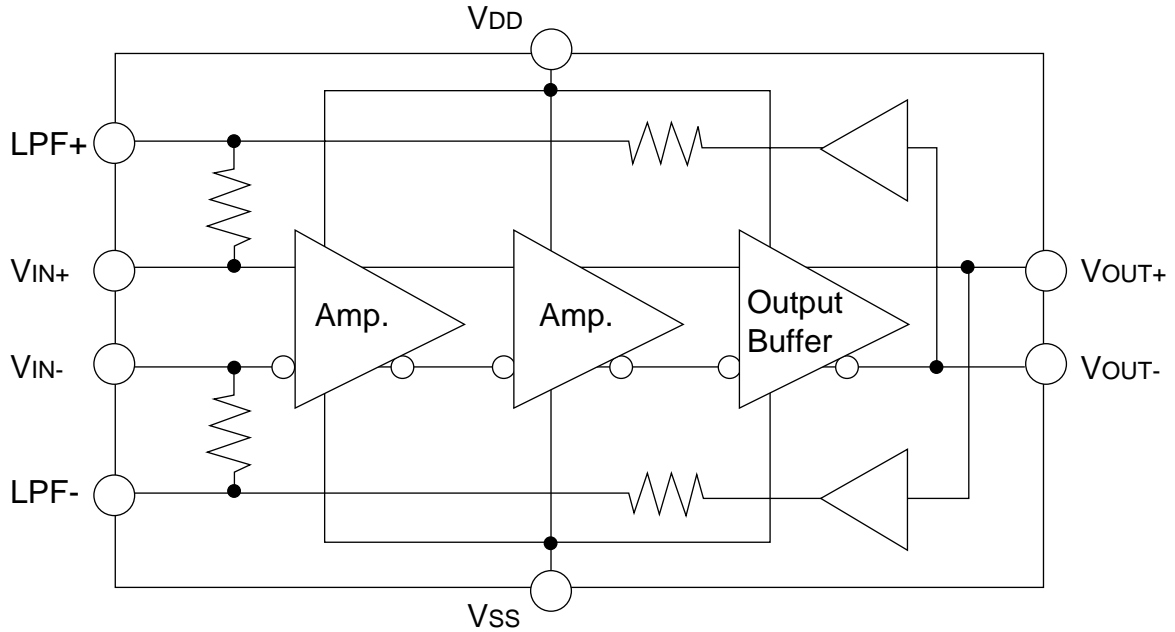 VDD
LPF+
VIN+
VIN-
LPF-
Amp.
Amp.
Output
Buffer
VOUT+
VOUT-
VSS